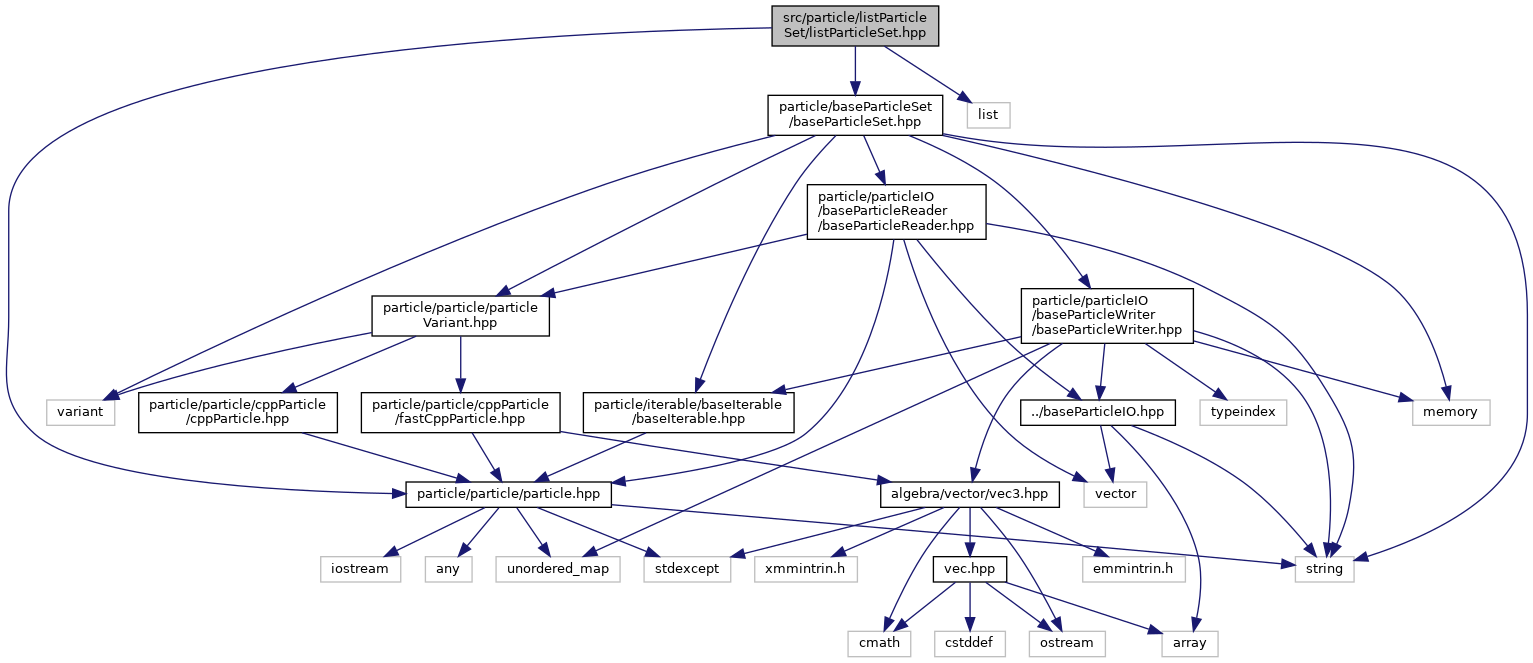 src/particle/listParticle
Set/listParticleSet.hpp
particle/baseParticleSet
/baseParticleSet.hpp
list
particle/particleIO
/baseParticleReader
/baseParticleReader.hpp
particle/particle/particle
Variant.hpp
particle/particleIO
/baseParticleWriter
/baseParticleWriter.hpp
variant
particle/particle/cppParticle
/cppParticle.hpp
particle/particle/cppParticle
/fastCppParticle.hpp
particle/iterable/baseIterable
/baseIterable.hpp
../baseParticleIO.hpp
typeindex
memory
particle/particle/particle.hpp
algebra/vector/vec3.hpp
vector
iostream
any
unordered_map
stdexcept
xmmintrin.h
vec.hpp
emmintrin.h
string
cmath
cstddef
ostream
array